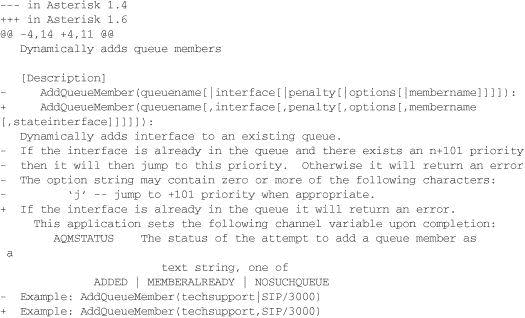 --- in Asterisk 1.4
+++ in Asterisk 1.6
@@ -4,14 +4,11 @@
Dynamically adds queue members
[Description]
- AddQueueMember(queuename[|interface[|penalty[|options[|membername]]]]):
+ AddQueueMember(queuename[,interface[,penalty[,options[,membername
[,stateinterface]]]]]):
Dynamically adds interface to an existing queue.
- If the interface is already in the queue and there exists an n+101 priority
- then it will then jump to this priority. Otherwise it will return an error
- The option string may contain zero or more of the following characters:
- 'j' -- jump to +101 priority when appropriate.
+ If the interface is already in the queue it will return an error.
This application sets the following channel variable upon completion:
AQMSTATUS The status of the attempt to add a queue member as
a
text string, one of
ADDED | MEMBERALREADY | NOSUCHQUEUE
- Example: AddQueueMember(techsupport|SIP/3000)
+ Example: AddQueueMember(techsupport,SIP/3000)